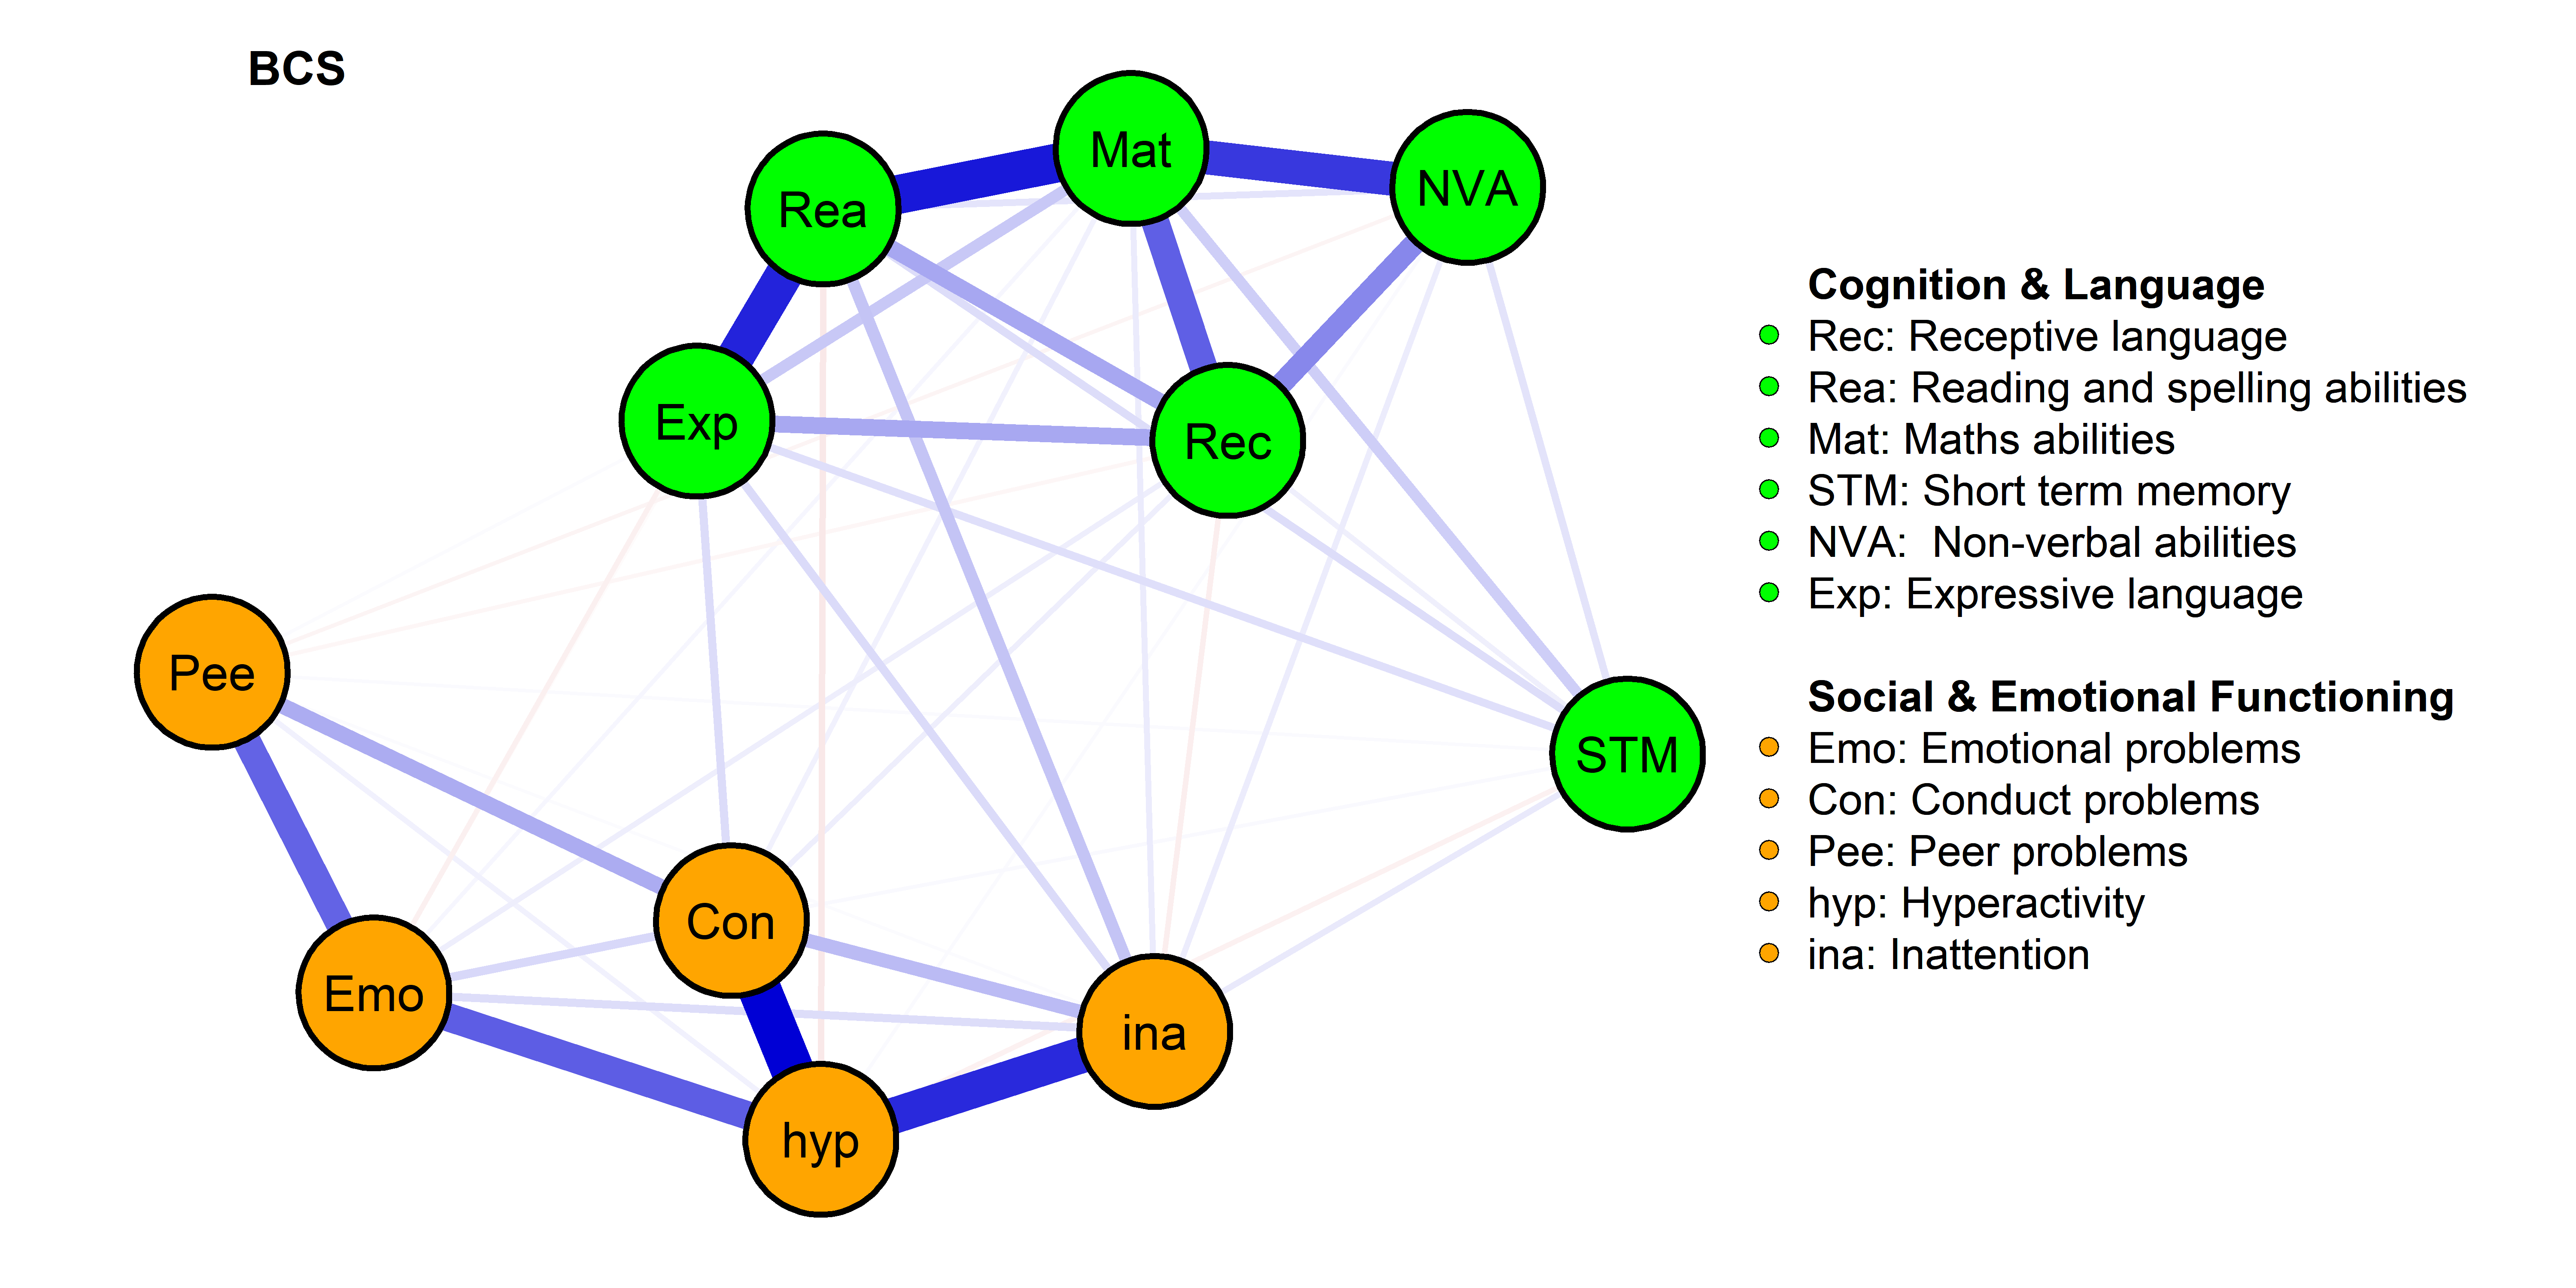 BCS
Mat
NVA
Rea
Exp
Rec
Pee
STM
Con
Emo
ina
hyp
Cognition & Language
Rec: Receptive language
Rea: Reading and spelling abilities
Mat: Maths abilities
STM: Short term memory
NVA:  Non-verbal abilities
Exp: Expressive language
Social & Emotional Functioning
Emo: Emotional problems
Con: Conduct problems
Pee: Peer problems
hyp: Hyperactivity
ina: Inattention